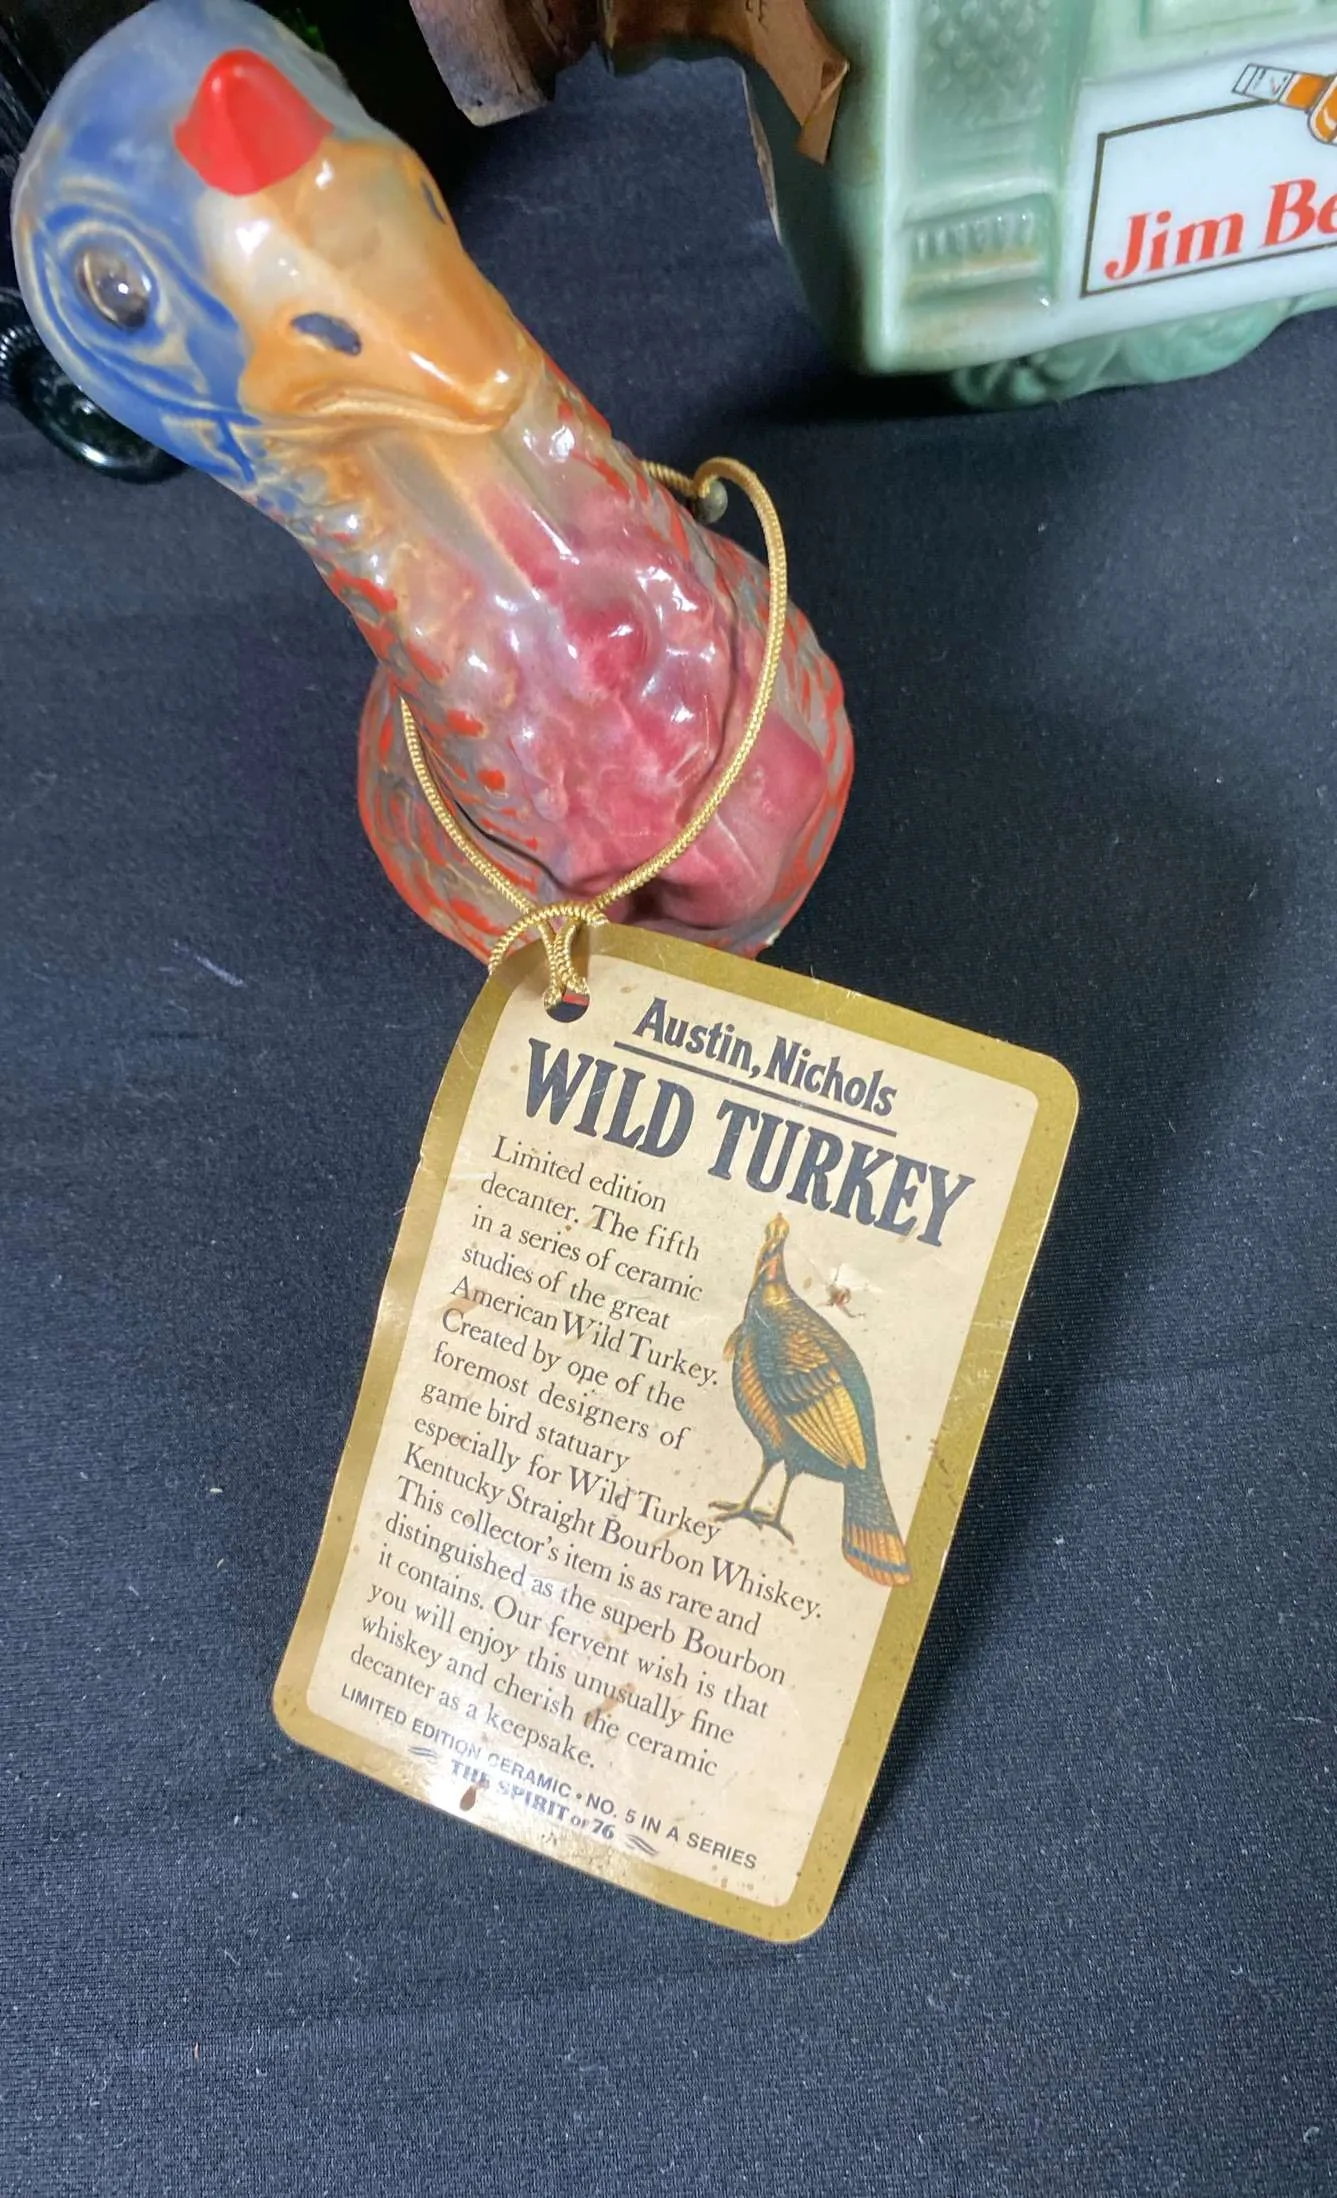 CE
Jim Be
Austin, Nichols
WILD TURKEY
Limited edition
decanter. The fifth
in a series of ceramic
studies of the great
American Wild Turkey.
Created by one of the
foremost designers of
game bird statuary
especially for Wild Turkey
Kentucky Straight Bourbon Whiskey.
This collector's item is as rare and
distinguished as the superb Bourbon
it contains. Our fervent wish is that
you will enjoy this unusually fine
whiskey and cherish the ceramic
decanter as a keepsake.
LIMITED EDITION CERAMIC • NO. 5 IN A SERIES
THE SPIRIT OF 76